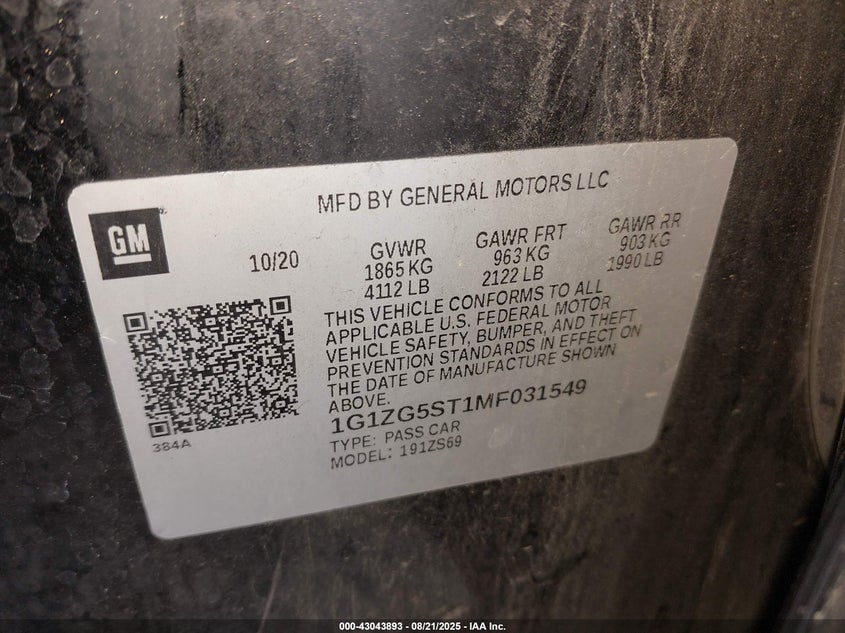 MFD BY GENERAL MOTORS LLC
GM
10/20
GVWR
1865 KG
4112 LB
GAWR FRT
963 KG
2122 LB
GAWR RR
903 KG
1990 LB
THIS VEHICLE CONFORMS TO ALL
APPLICABLE U.S. FEDERAL MOTOR
VEHICLE SAFETY, BUMPER, AND THEFT
PREVENTION STANDARDS IN EFFECT ON
THE DATE OF MANUFACTURE SHOWN
ABOVE.
1G1ZG5ST1MF031549
TYPE: PASS CAR
MODEL: 191ZS69
384A
000-43043893 - 08/21/2025 - IAA Inc.